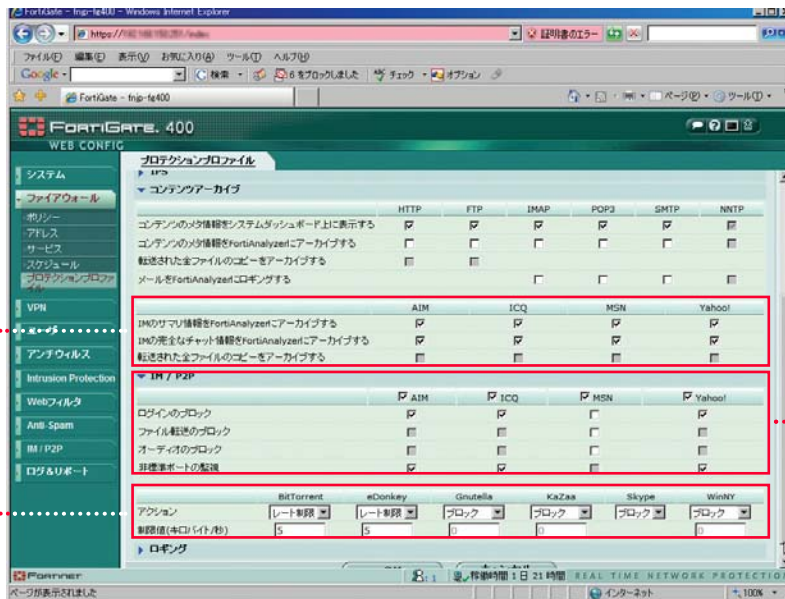 FortiGate - fnjp-fg400 - Windows Internet Explorer
証明書のエラー
ファイル(F) 編集(E) 表示(V) お気に入り(A) ツール(T) ヘルプ(H)
Google 検索 6 をブロックしました チェック オプション
FortiGate - fnjp-fg400 ページ(P) ツール(T)
FORTIGATE. 400
WEB CONFIG
システム
ファイアウォール
ポリシー
アドレス
サービス
スケジュール
プロテクションプロファイル
VPN
ユーザ
アンチウィルス
Intrusion Protection
Webフィルタ
Anti-Spam
IM / P2P
ログ&リポート
プロテクションプロファイル
IPS
コンテンツアーカイブ
HTTP FTP IMAP POP3 SMTP NNTP
コンテンツのメタ情報をシステムダッシュボード上に表示する
コンテンツのメタ情報をFortiAnalyzerにアーカイブする
転送された全ファイルのコピーをアーカイブする
メールをFortiAnalyzerにロギングする
AIM ICQ MSN Yahoo!
IMのサマリ情報をFortiAnalyzerにアーカイブする
IMの完全なチャット情報をFortiAnalyzerにアーカイブする
転送された全ファイルのコピーをアーカイブする
IM / P2P
AIM ICQ MSN Yahoo!
ログインのブロック
ファイル転送のブロック
オーディオのブロック
非標準ポートの監視
BitTorrent eDonkey Gnutella KaZaa Skype WinNY
アクション レート制限 レート制限 ブロック ブロック ブロック ブロック
制限値(キロバイト/秒) 5 5 0 0 0
ロギング
FORTINET : 1 稼働時間 1 日 21 時間 REAL TIME NETWORK PROTECTION
ページが表示されました インターネット 100%